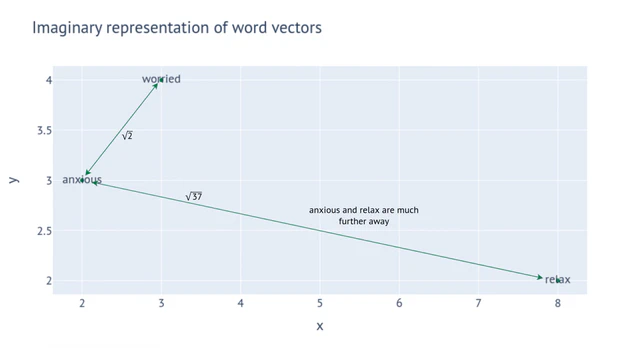 Imaginary representation of word vectors
worried
4
√2
3.5
anxious
3
√37
anxious and relax are much
further away
2.5
relax
2
2 3 4 5 6 7 8
x
y